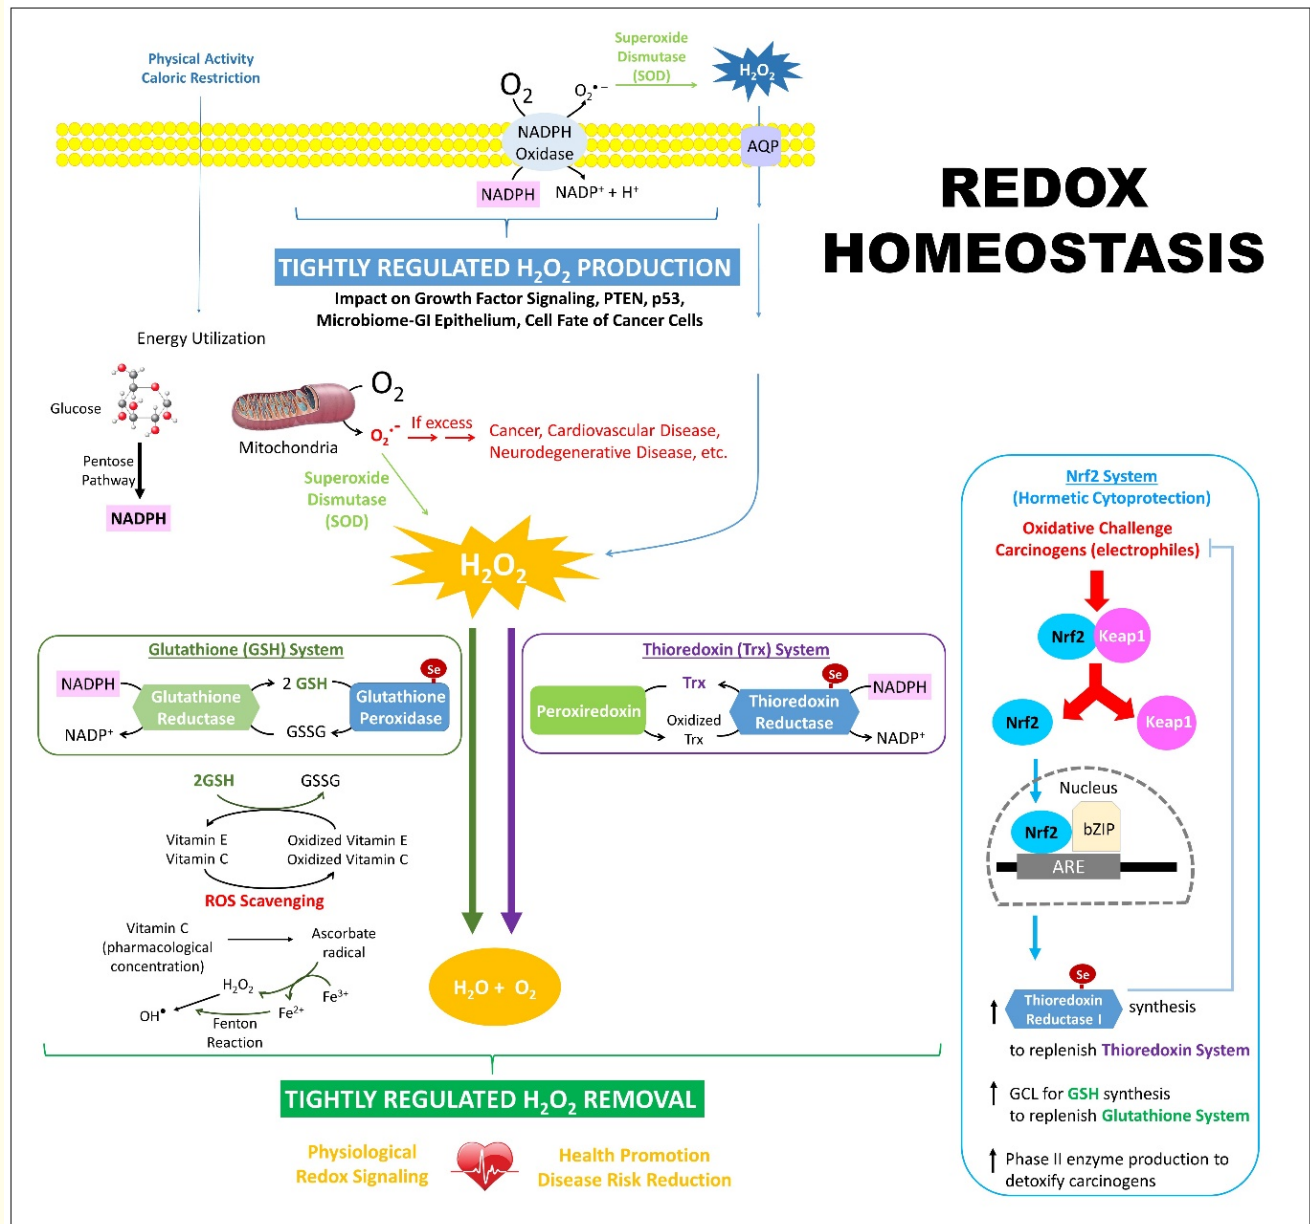 Physical Activity
Caloric Restriction
Superoxide
Dismutase
(SOD)
O₂
O₂•−
H₂O₂
NADPH
Oxidase
AQP
NADPH
NADP⁺ + H⁺
REDOX
HOMEOSTASIS
TIGHTLY REGULATED H₂O₂ PRODUCTION
Impact on Growth Factor Signaling, PTEN, p53,
Microbiome-GI Epithelium, Cell Fate of Cancer Cells
Energy Utilization
Glucose
Pentose
Pathway
NADPH
O₂
Mitochondria
O₂•-
If excess
Cancer, Cardiovascular Disease,
Neurodegenerative Disease, etc.
Superoxide
Dismutase
(SOD)
H₂O₂
Glutathione (GSH) System
NADPH
Glutathione
Reductase
NADP⁺
2 GSH
GSSG
Se
Glutathione
Peroxidase
Thioredoxin (Trx) System
Peroxiredoxin
Trx
Oxidized
Trx
Se
Thioredoxin
Reductase
NADPH
NADP⁺
2GSH
GSSG
Vitamin E
Vitamin C
Oxidized Vitamin E
Oxidized Vitamin C
ROS Scavenging
Vitamin C
(pharmacological
concentration)
Ascorbate
radical
H₂O₂
Fe³⁺
Fe²⁺
OH•
Fenton
Reaction
H₂O + O₂
TIGHTLY REGULATED H₂O₂ REMOVAL
Physiological
Redox Signaling
Health Promotion
Disease Risk Reduction
Nrf2 System
(Hormetic Cytoprotection)
Oxidative Challenge
Carcinogens (electrophiles)
Nrf2
Keap1
Nrf2
Keap1
Nucleus
Nrf2
bZIP
ARE
Se
Thioredoxin
Reductase I
synthesis
to replenish Thioredoxin System
GCL for GSH synthesis
to replenish Glutathione System
Phase II enzyme production to
detoxify carcinogens